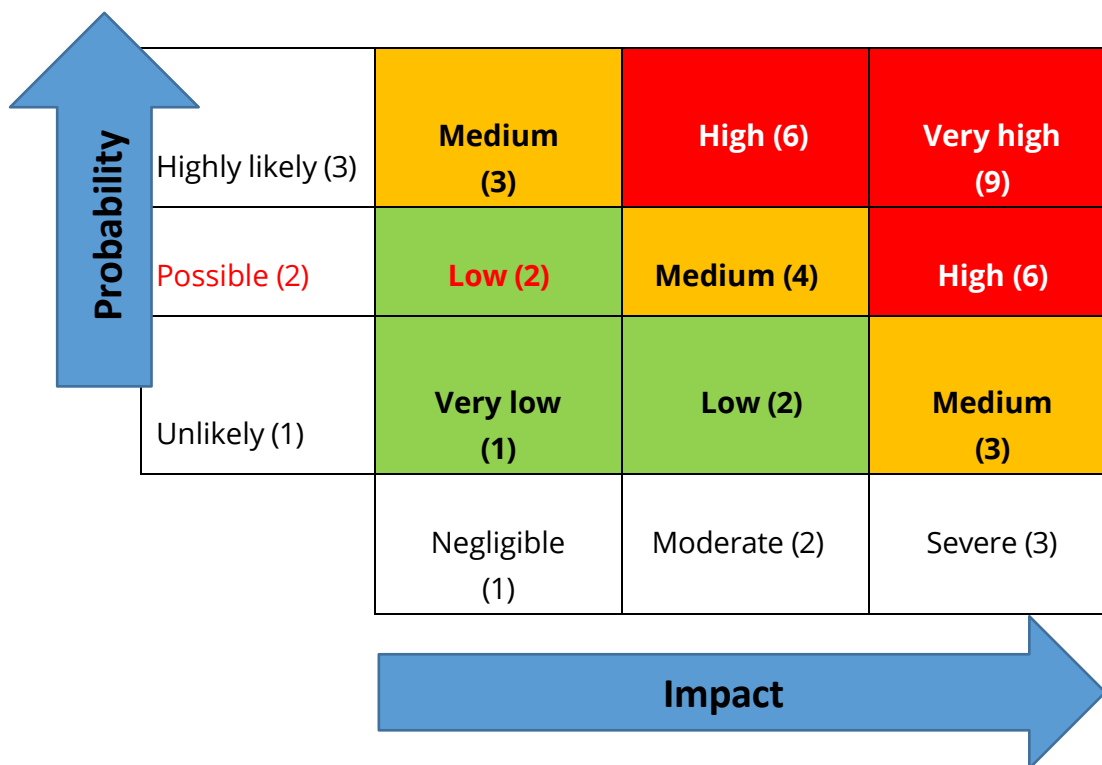 Probability
Highly likely (3)
Medium
(3)
High (6)
Very high
(9)
Possible (2)
Low (2)
Medium (4)
High (6)
Unlikely (1)
Very low
(1)
Low (2)
Medium
(3)
Negligible
(1)
Moderate (2)
Severe (3)
Impact